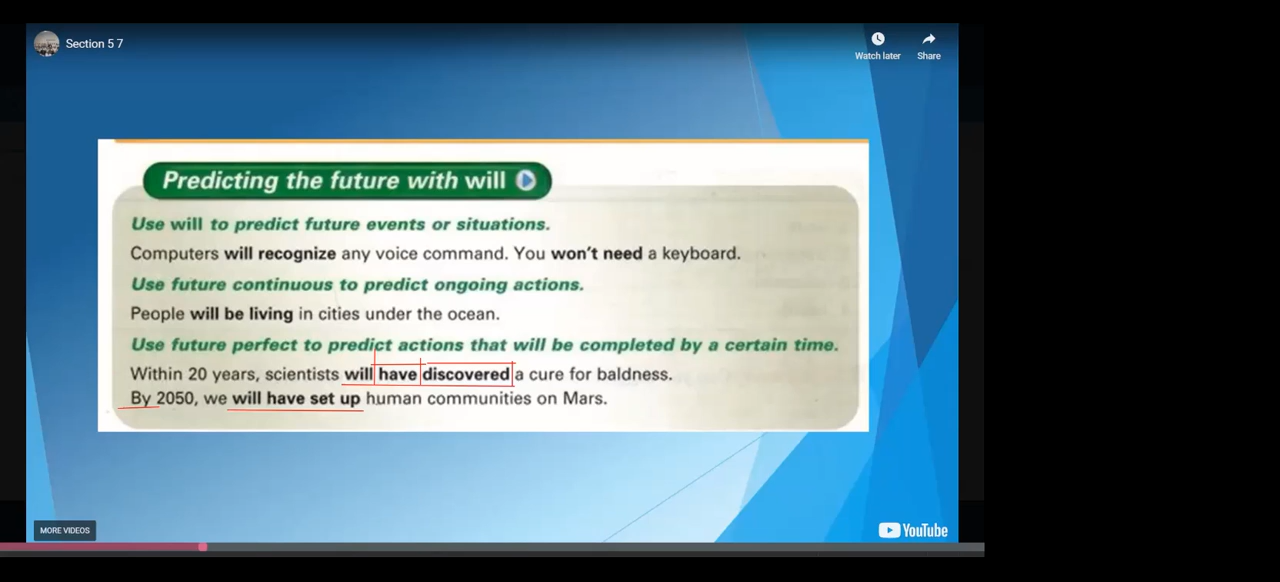 Section 5 7
Watch later
Share
Predicting the future with will
Use will to predict future events or situations.
Computers will recognize any voice command. You won't need a keyboard.
Use future continuous to predict ongoing actions.
People will be living in cities under the ocean.
Use future perfect to predict actions that will be completed by a certain time.
Within 20 years, scientists will have discovered a cure for baldness.
By 2050, we will have set up human communities on Mars.
MORE VIDEOS
YouTube